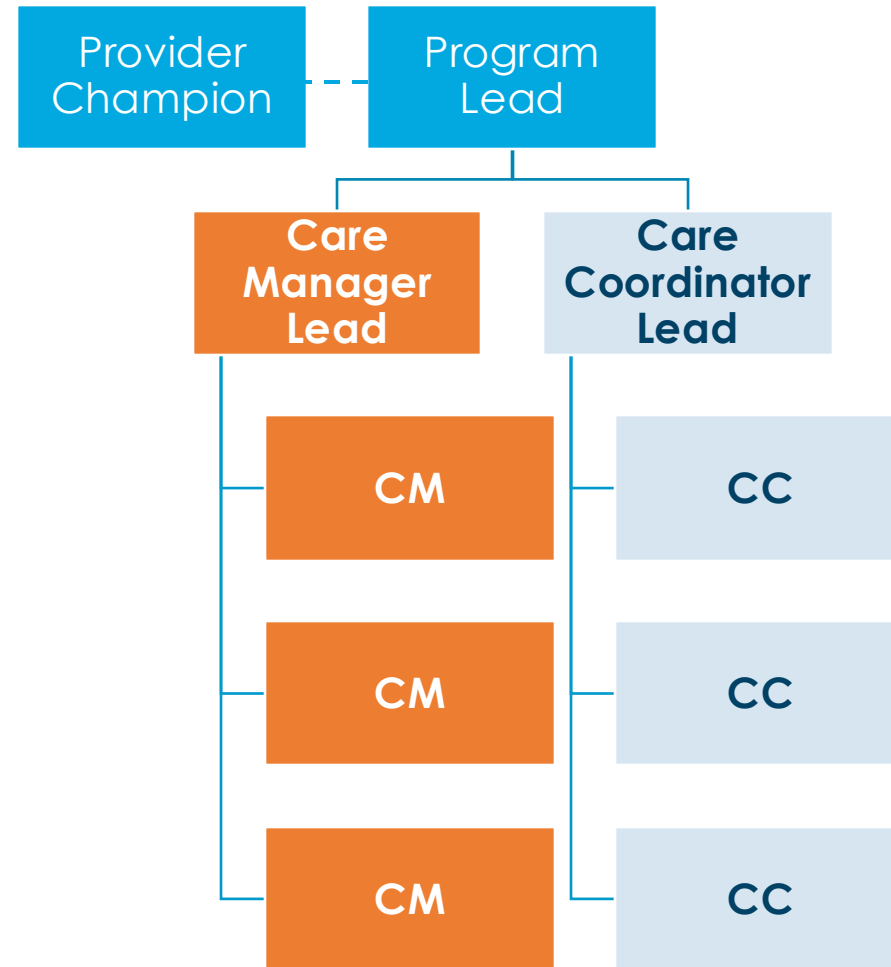 Provider
Champion
Program
Lead
Care
Manager
Lead
Care
Coordinator
Lead
CM
CC
CM
CC
CM
CC